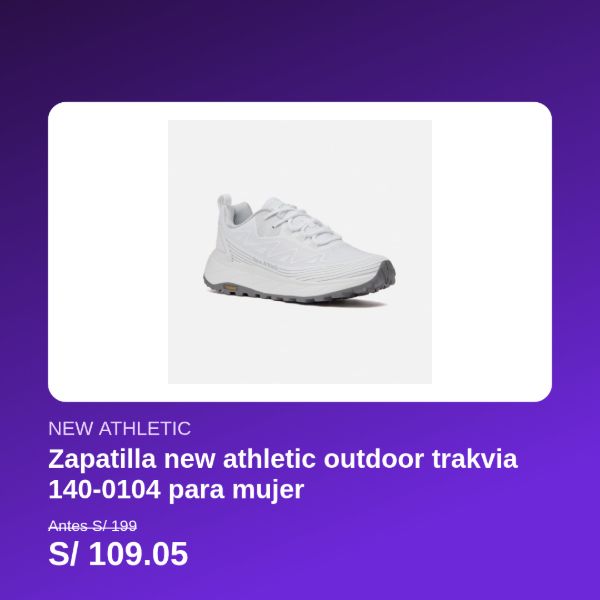 NEW ATHLETIC
Zapatilla new athletic outdoor trakvia
140-0104 para mujer
Antes S/ 199
S/ 109.05